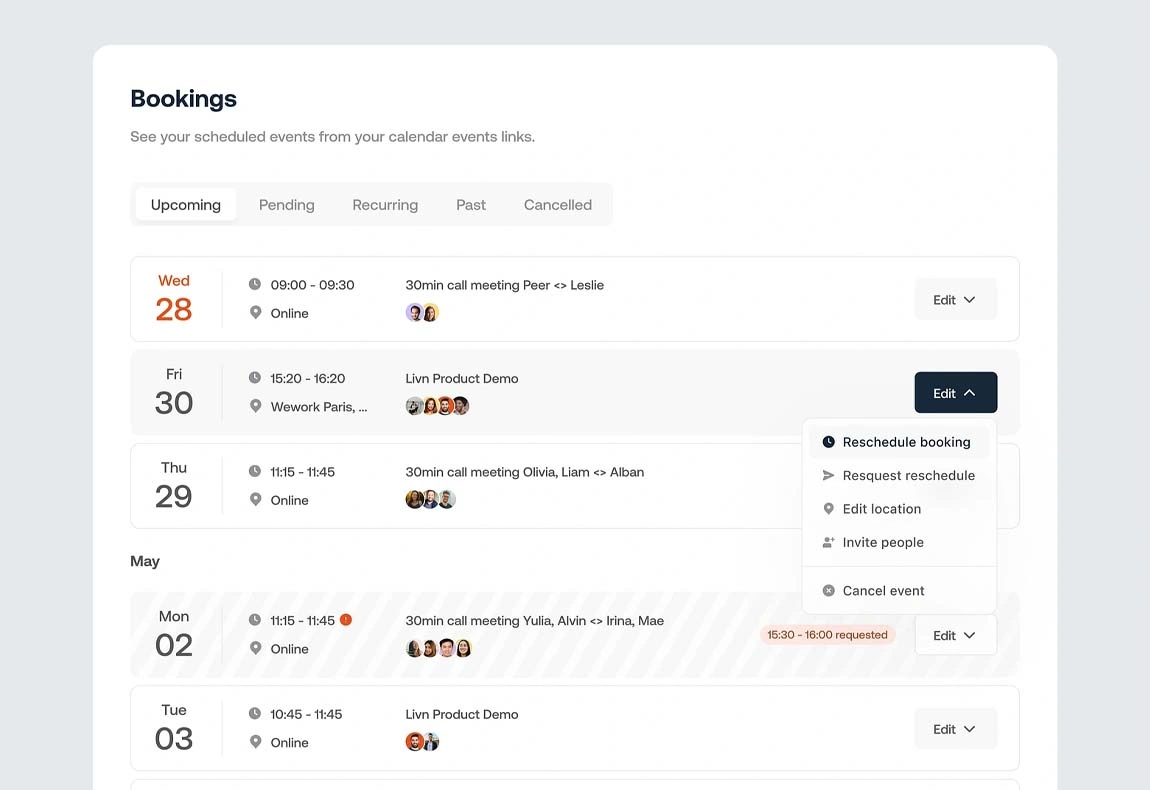 Bookings
See your scheduled events from your calendar events links.
Upcoming Pending Recurring Past Cancelled
Wed
28
09:00 - 09:30
Online
30min call meeting Peer <> Leslie
Edit
Fri
30
15:20 - 16:20
Wework Paris, ...
Livn Product Demo
Edit
Reschedule booking
Resquest reschedule
Edit location
Invite people
Cancel event
Thu
29
11:15 - 11:45
Online
30min call meeting Olivia, Liam <> Alban
May
Mon
02
11:15 - 11:45
Online
30min call meeting Yulia, Alvin <> Irina, Mae
15:30 - 16:00 requested
Edit
Tue
03
10:45 - 11:45
Online
Livn Product Demo
Edit